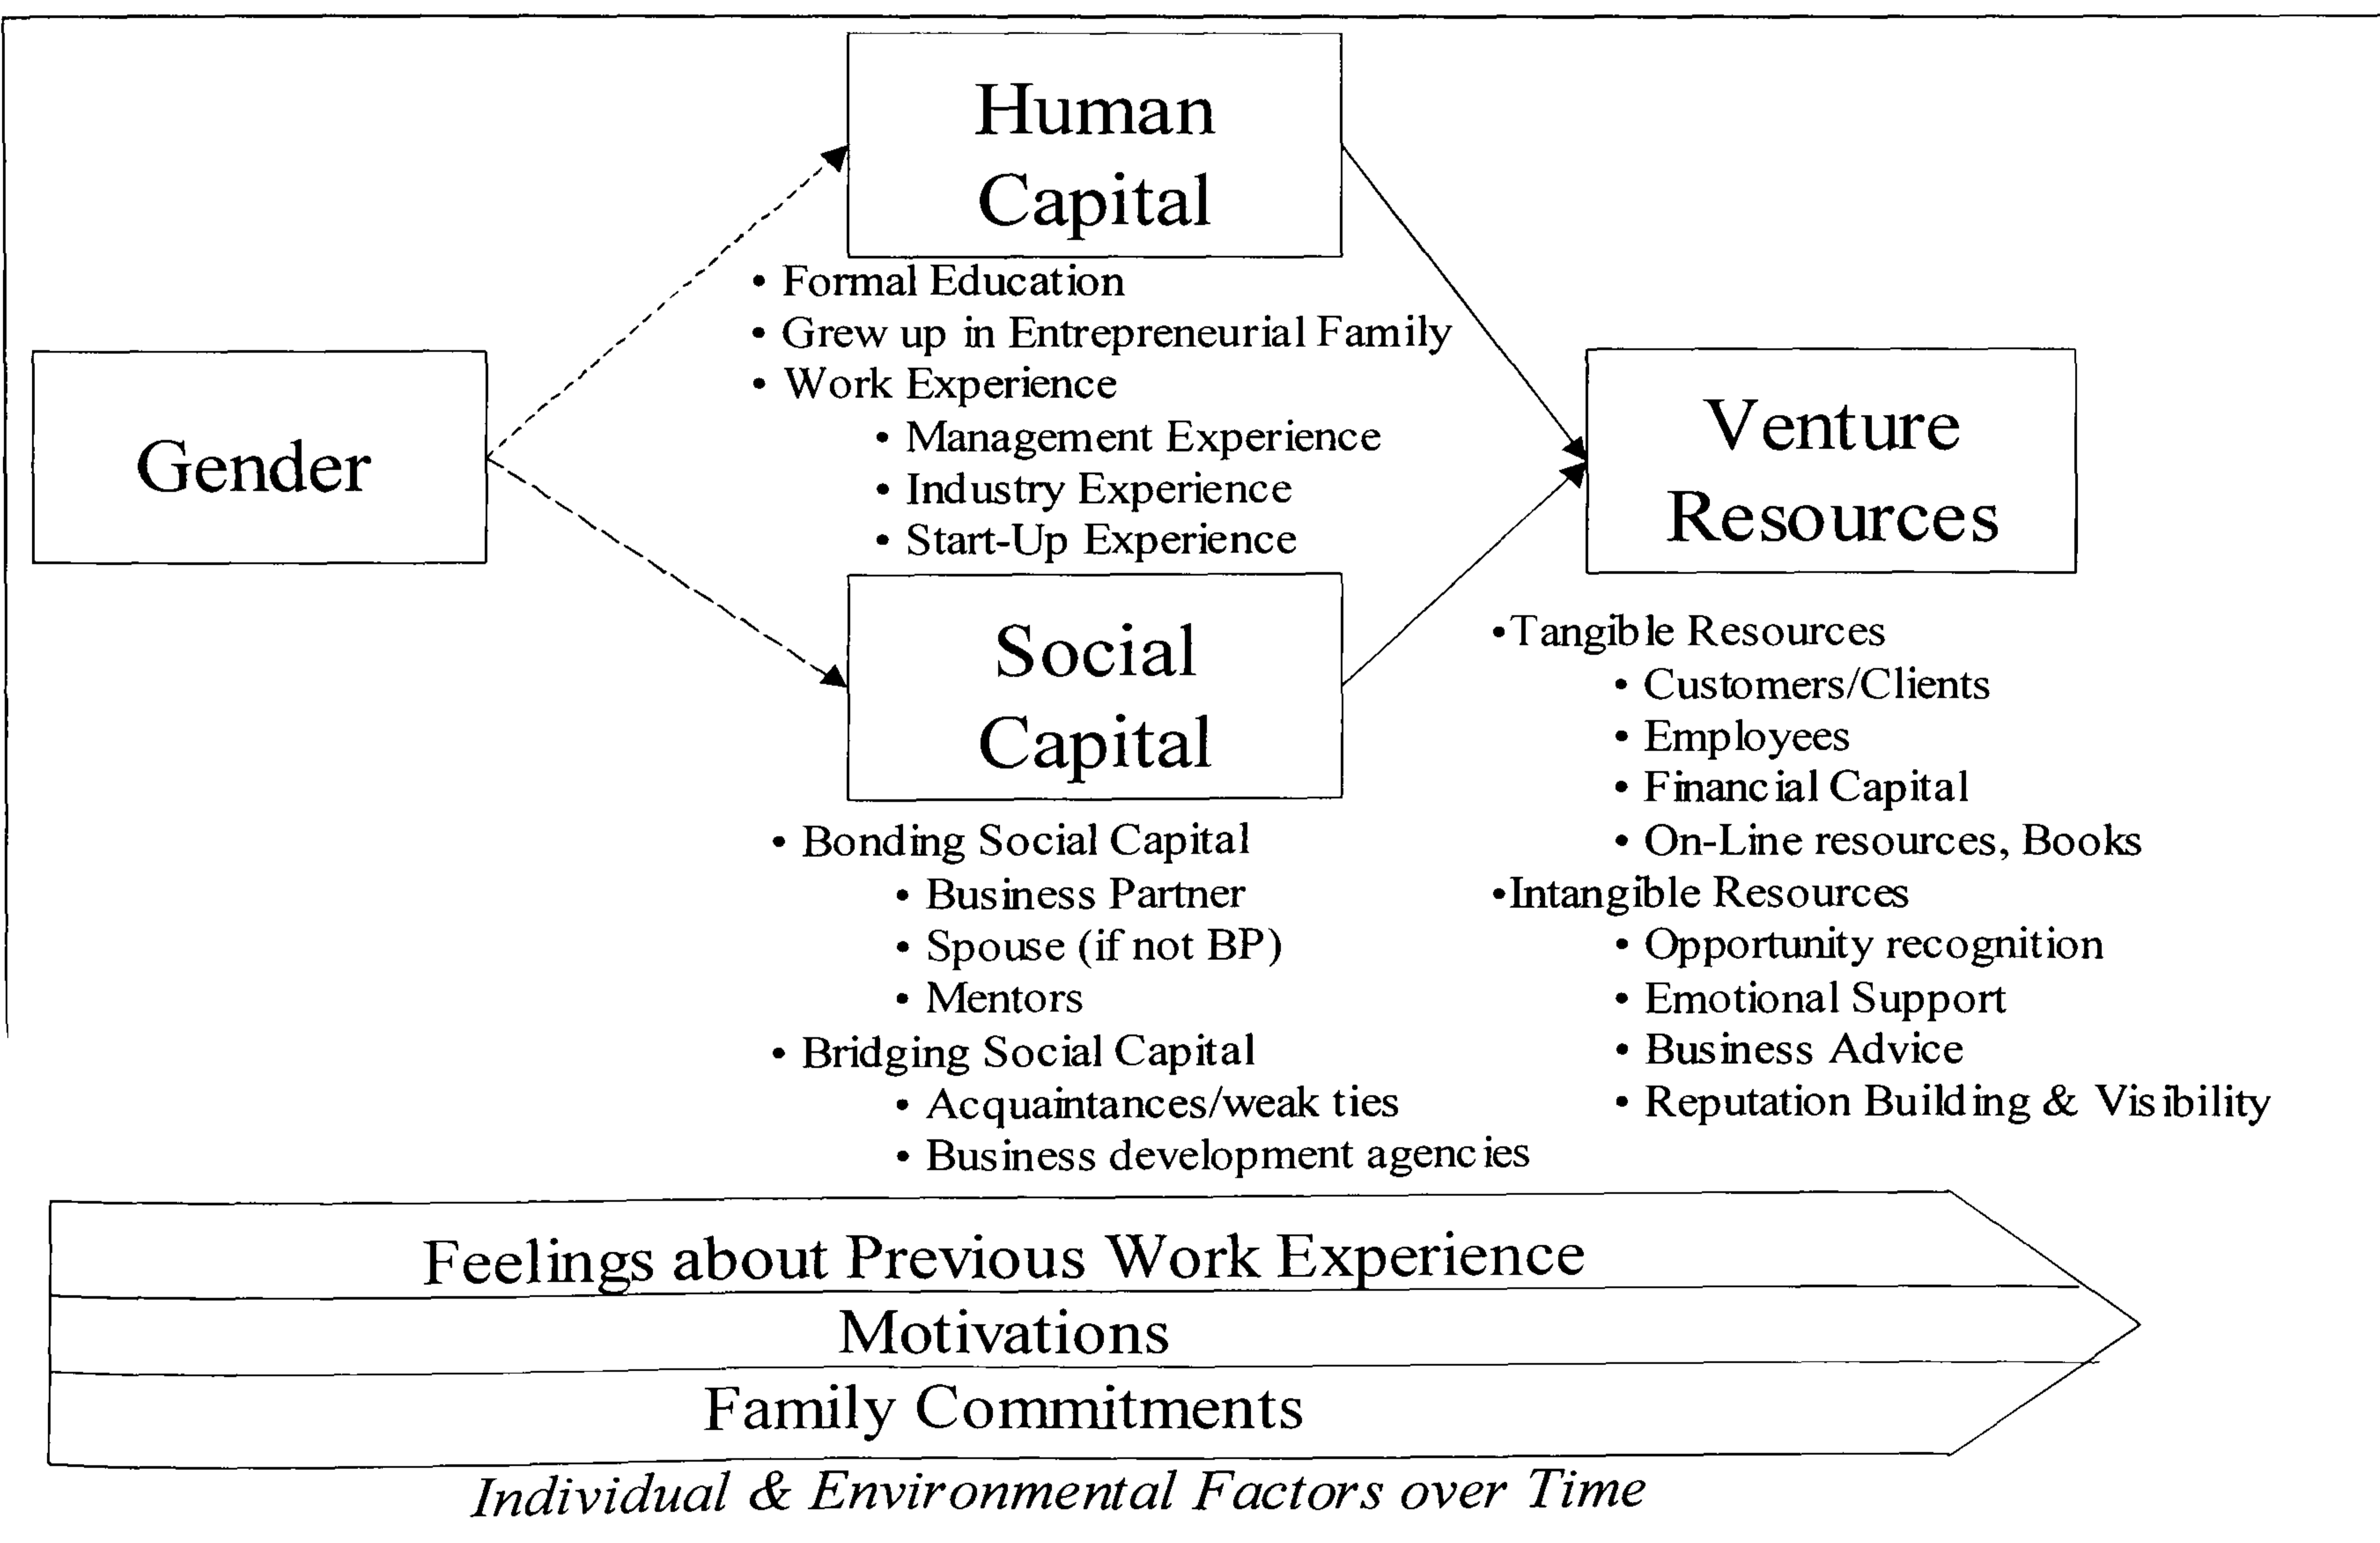 Human
Capital
• Formal Education
• Grew up in Entrepreneurial Family
• Work Experience
• Management Experience
• Industry Experience
• Start-Up Experience
Gender
Social
Capital
• Bonding Social Capital
• Business Partner
• Spouse (if not BP)
• Mentors
• Bridging Social Capital
• Acquaintances/weak ties
• Business development agencies
Venture
Resources
•Tangible Resources
• Customers/Clients
• Employees
• Financial Capital
• On-Line resources, Books
•Intangible Resources
• Opportunity recognition
• Emotional Support
• Business Advice
• Reputation Building & Visibility
Feelings about Previous Work Experience
Motivations
Family Commitments
Individual & Environmental Factors over Time